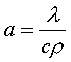 a = λ / cρ